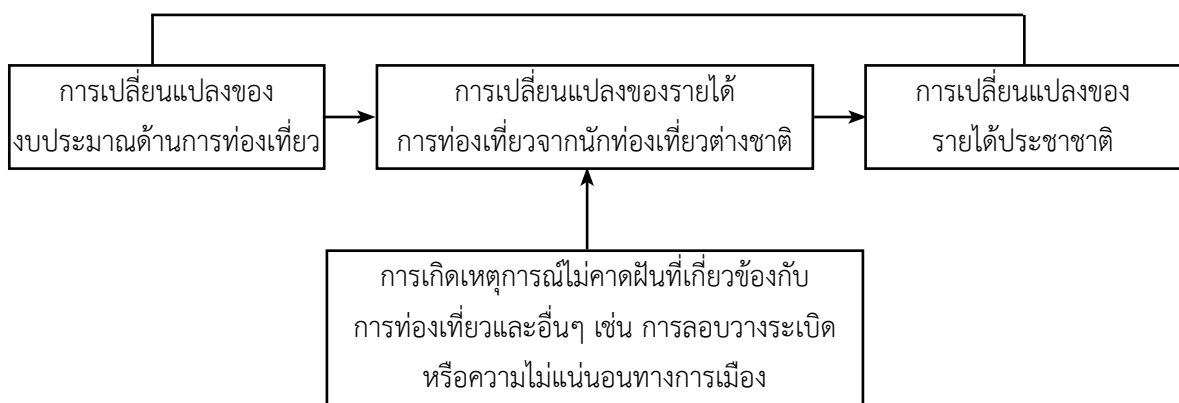 การเปลี่ยนแปลงของ
งบประมาณด้านการท่องเที่ยว
การเปลี่ยนแปลงของรายได้
การท่องเที่ยวจากนักท่องเที่ยวต่างชาติ
การเปลี่ยนแปลงของ
รายได้ประชาชาติ
การเกิดเหตุการณ์ไม่คาดฝันที่เกี่ยวข้องกับ
การท่องเที่ยวและอื่นๆ เช่น การลอบวางระเบิด
หรือความไม่แน่นอนทางการเมือง